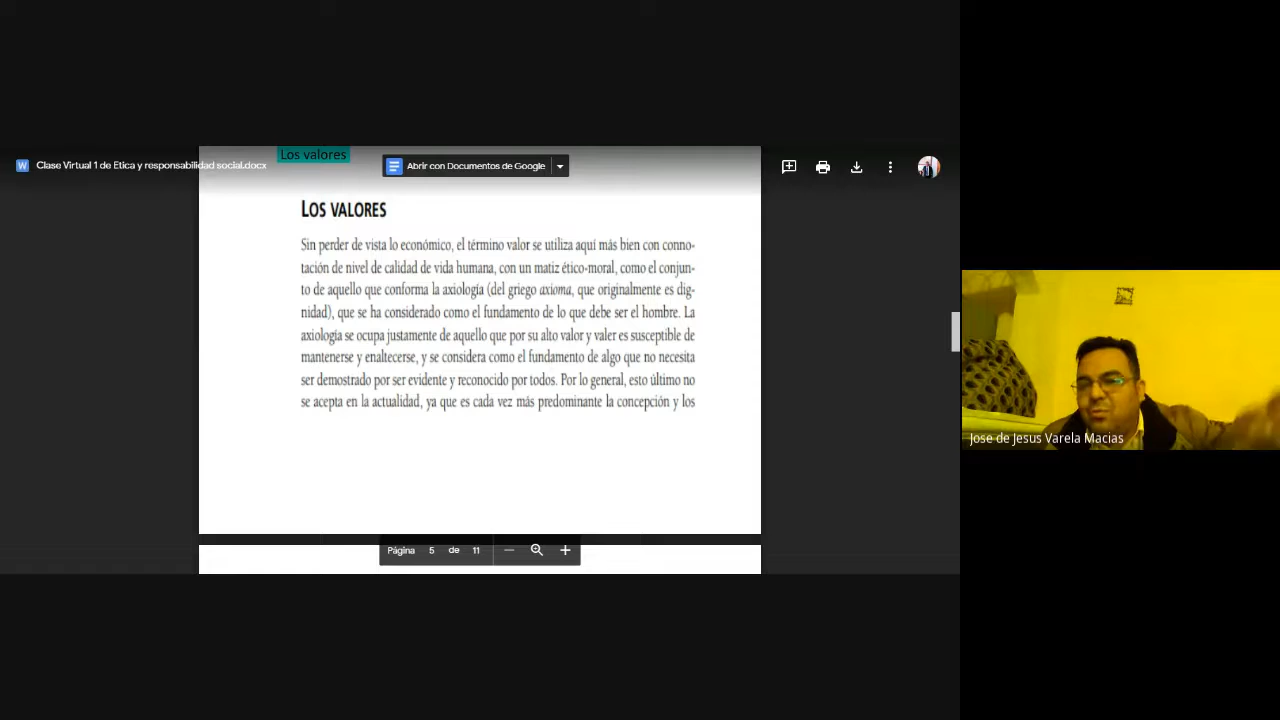 Los valores
Clase Virtual 1 de Etica y responsabilidad social.docx
Abrir con Documentos de Google
LOS VALORES
Sin perder de vista lo económico, el término valor se utiliza aquí más bien con conno-
tación de nivel de calidad de vida humana, con un matiz ético-moral, como el conjun-
to de aquello que conforma la axiología (del griego axioma, que originalmente es dig-
nidad), que se ha considerado como el fundamento de lo que debe ser el hombre. La
axiología se ocupa justamente de aquello que por su alto valor y valer es susceptible de
mantenerse y enaltecerse, y se considera como el fundamento de algo que no necesita
ser demostrado por ser evidente y reconocido por todos. Por lo general, esto último no
se acepta en la actualidad, ya que es cada vez más predominante la concepción y los
Página 5 de 11
Jose de Jesus Varela Macias